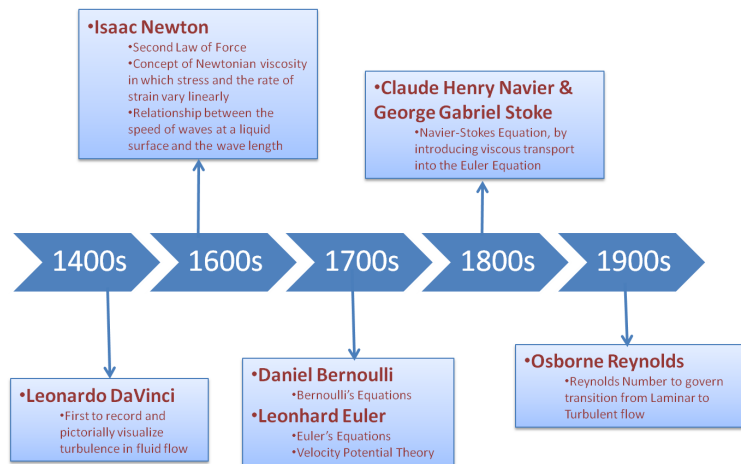 •Isaac Newton
•Second Law of Force
•Concept of Newtonian viscosity
in which stress and the rate of
strain vary linearly
•Relationship between the
speed of waves at a liquid
surface and the wave length
•Claude Henry Navier &
George Gabriel Stoke
•Navier-Stokes Equation, by
introducing viscous transport
into the Euler Equation
1400s
1600s
1700s
1800s
1900s
•Leonardo DaVinci
•First to record and
pictorially visualize
turbulence in fluid flow
•Daniel Bernoulli
•Bernoulli's Equations
•Leonhard Euler
•Euler's Equations
•Velocity Potential Theory
•Osborne Reynolds
•Reynolds Number to govern
transition from Laminar to
Turbulent flow